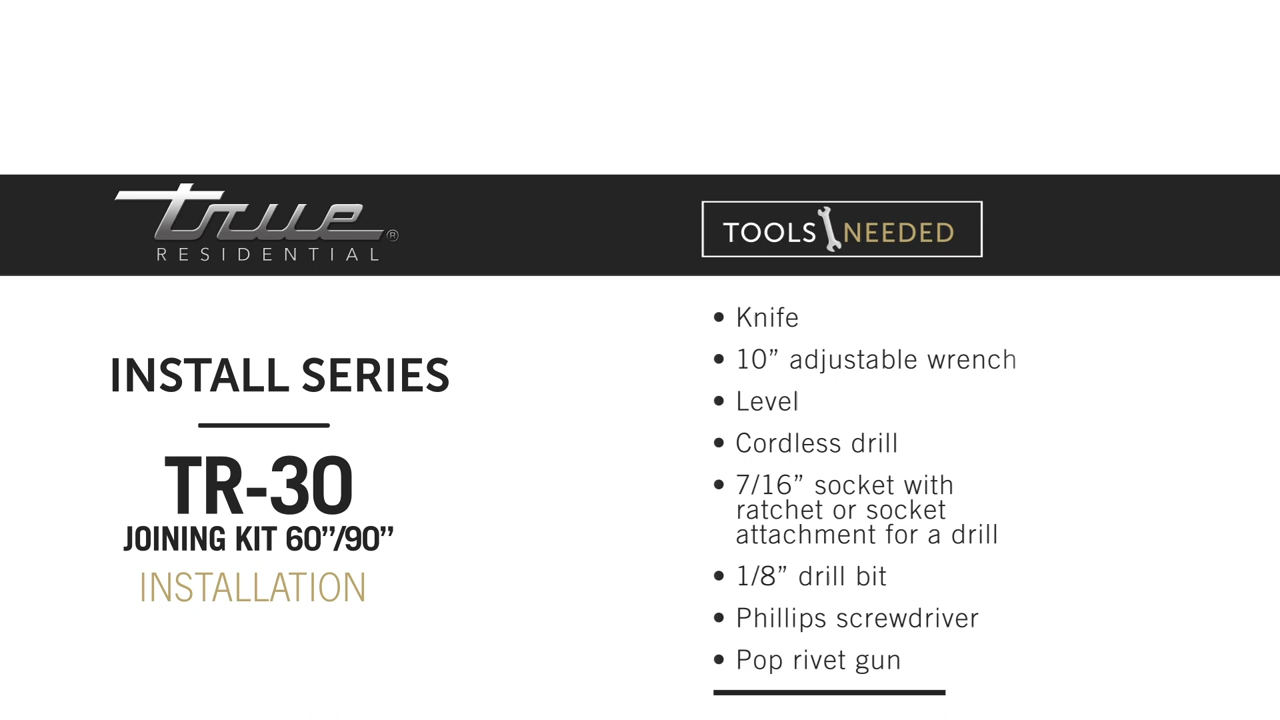 true®
RESIDENTIAL
TOOLS NEEDED
INSTALL SERIES
TR-30
JOINING KIT 60”/90”
INSTALLATION
• Knife
• 10” adjustable wrench
• Level
• Cordless drill
• 7/16” socket with
ratchet or socket
attachment for a drill
• 1/8” drill bit
• Phillips screwdriver
• Pop rivet gun